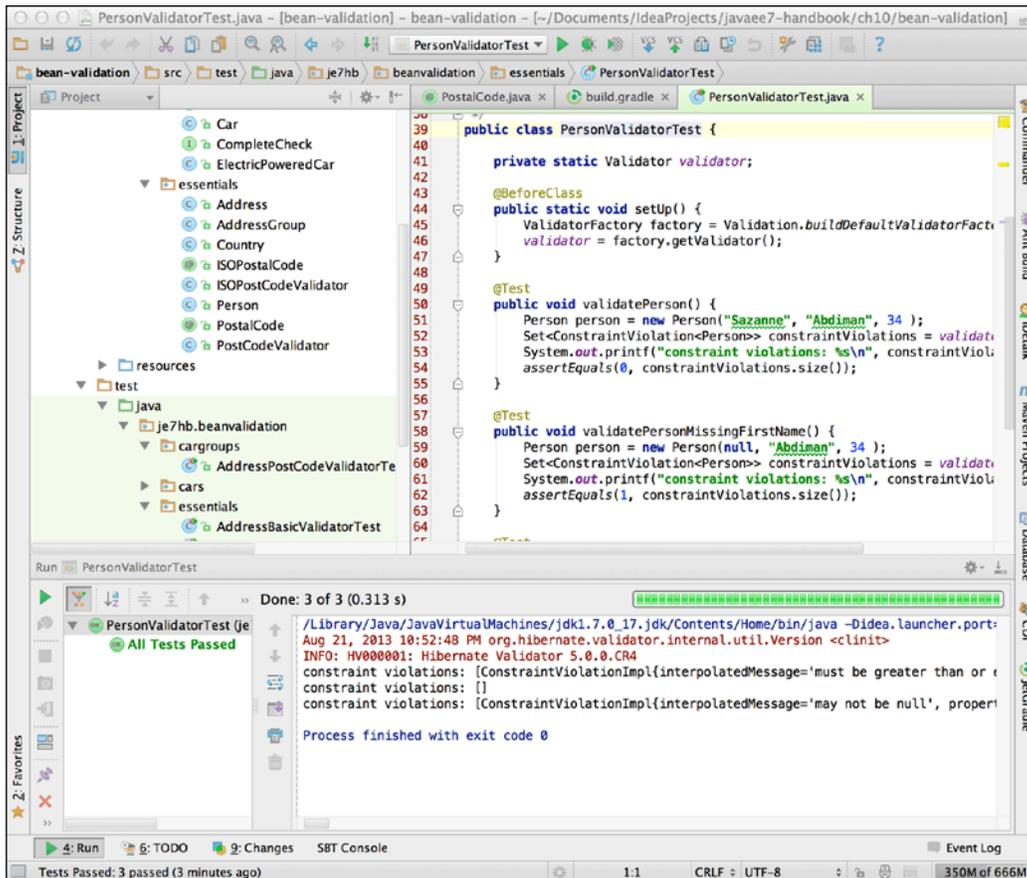 PersonValidatorTest.java - [bean-validation] - bean-validation - [~/Documents/IdeaProjects/javaee7-handbook/ch10/bean-validation]
PersonValidatorTest
bean-validation src test java je7hb beanvalidation essentials PersonValidatorTest
1: Project
Z: Structure
2: Favorites
Project
Car
CompleteCheck
ElectricPoweredCar
essentials
Address
AddressGroup
Country
ISOPostalCode
ISOPostCodeValidator
Person
PostalCode
PostCodeValidator
resources
test
java
je7hb.beanvalidation
cargroups
AddressPostCodeValidatorTe
cars
essentials
AddressBasicValidatorTest
PostalCode.java × build.gradle × PersonValidatorTest.java ×
38 */
39 public class PersonValidatorTest {
40
41 private static Validator validator;
42
43 @BeforeClass
44 public static void setUp() {
45 ValidatorFactory factory = Validation.buildDefaultValidatorFacto
46 validator = factory.getValidator();
47 }
48
49 @Test
50 public void validatePerson() {
51 Person person = new Person("Sazanne", "Abdiman", 34 );
52 Set<ConstraintViolation<Person>> constraintViolations = validato
53 System.out.printf("constraint violations: %s\n", constraintViola
54 assertEquals(0, constraintViolations.size());
55 }
56
57 @Test
58 public void validatePersonMissingFirstName() {
59 Person person = new Person(null, "Abdiman", 34 );
60 Set<ConstraintViolation<Person>> constraintViolations = validato
61 System.out.printf("constraint violations: %s\n", constraintViola
62 assertEquals(1, constraintViolations.size());
63 }
64
65 @Test
Commander
Ant Build
Maven Projects
Database
Run PersonValidatorTest
Done: 3 of 3 (0.313 s)
PersonValidatorTest (je
All Tests Passed
/Library/Java/JavaVirtualMachines/jdk1.7.0_17.jdk/Contents/Home/bin/java -Didea.launcher.port=
Aug 21, 2013 10:52:48 PM org.hibernate.validator.internal.util.Version <clinit>
INFO: HV000001: Hibernate Validator 5.0.0.CR4
constraint violations: [ConstraintViolationImpl{interpolatedMessage='must be greater than or e
constraint violations: []
constraint violations: [ConstraintViolationImpl{interpolatedMessage='may not be null', propert
Process finished with exit code 0
4: Run 6: TODO 9: Changes SBT Console Event Log
Tests Passed: 3 passed (3 minutes ago) 1:1 CRLF UTF-8 350M of 666M